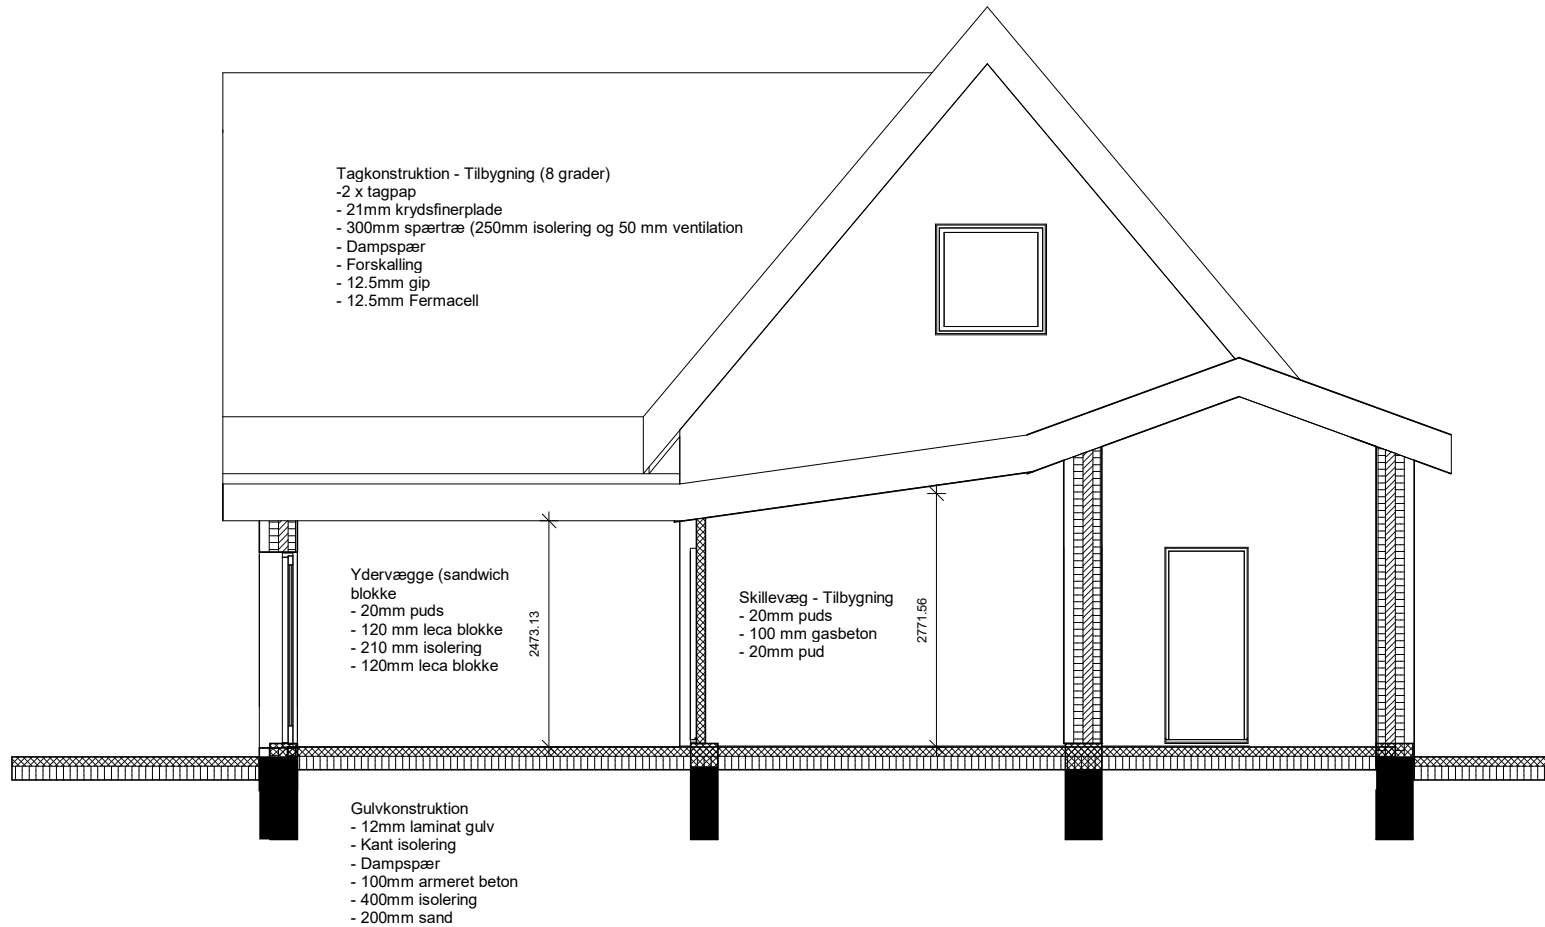 Tagkonstruktion - Tilbygning (8 grader)
-2 x tagpap
- 21mm krydsfinerplade
- 300mm spærtræ (250mm isolering og 50 mm ventilation
- Dampspær
- Forskalling
- 12.5mm gip
- 12.5mm Fermacell
Ydervægge (sandwich
blokke
- 20mm puds
- 120 mm leca blokke
- 210 mm isolering
- 120mm leca blokke
2473.13
Skillevæg - Tilbygning
- 20mm puds
- 100 mm gasbeton
- 20mm pud
2771.56
Gulvkonstruktion
- 12mm laminat gulv
- Kant isolering
- Dampspær
- 100mm armeret beton
- 400mm isolering
- 200mm sand